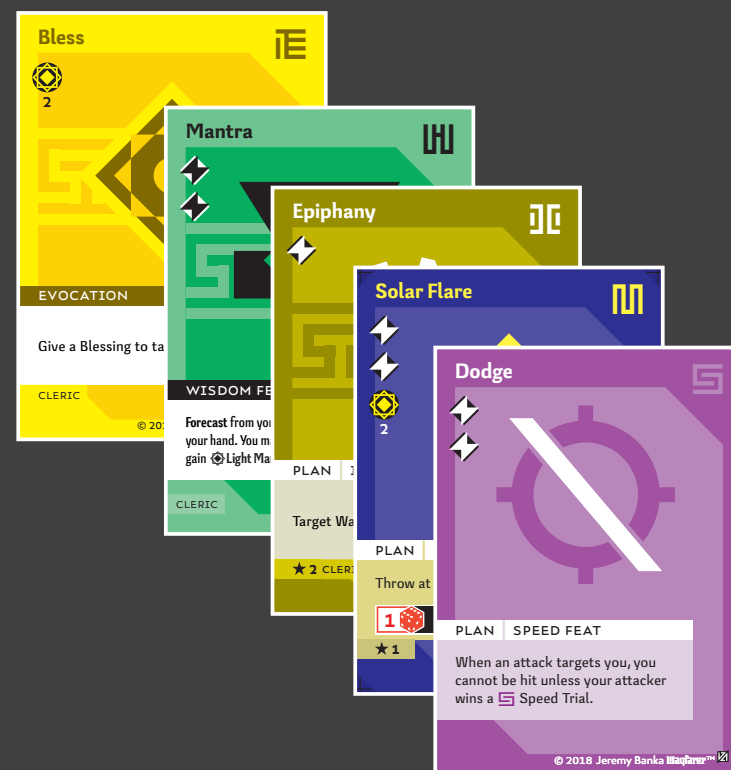 Bless
2
EVOCATION
Give a Blessing to ta
CLERIC
© 20
Mantra
WISDOM FE
Forecast from you
your hand. You m
gain Light Ma
CLERIC
Epiphany
PLAN
Target Wa
★2 CLERI
Solar Flare
2
PLAN
Throw at
1
★1
Dodge
PLAN SPEED FEAT
When an attack targets you, you
cannot be hit unless your attacker
wins a Speed Trial.
© 2018 Jeremy Banka